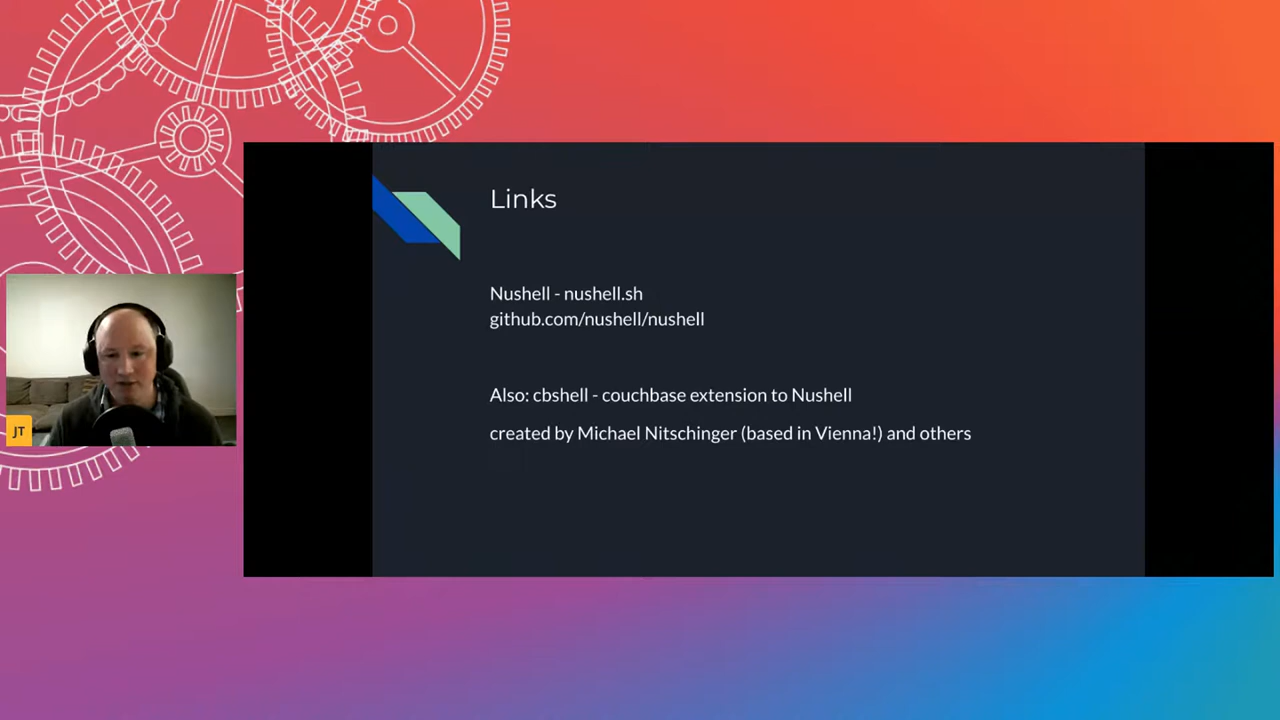 Links
Nushell - nushell.sh
github.com/nushell/nushell
Also: cbshell - couchbase extension to Nushell
created by Michael Nitschinger (based in Vienna!) and others
JT